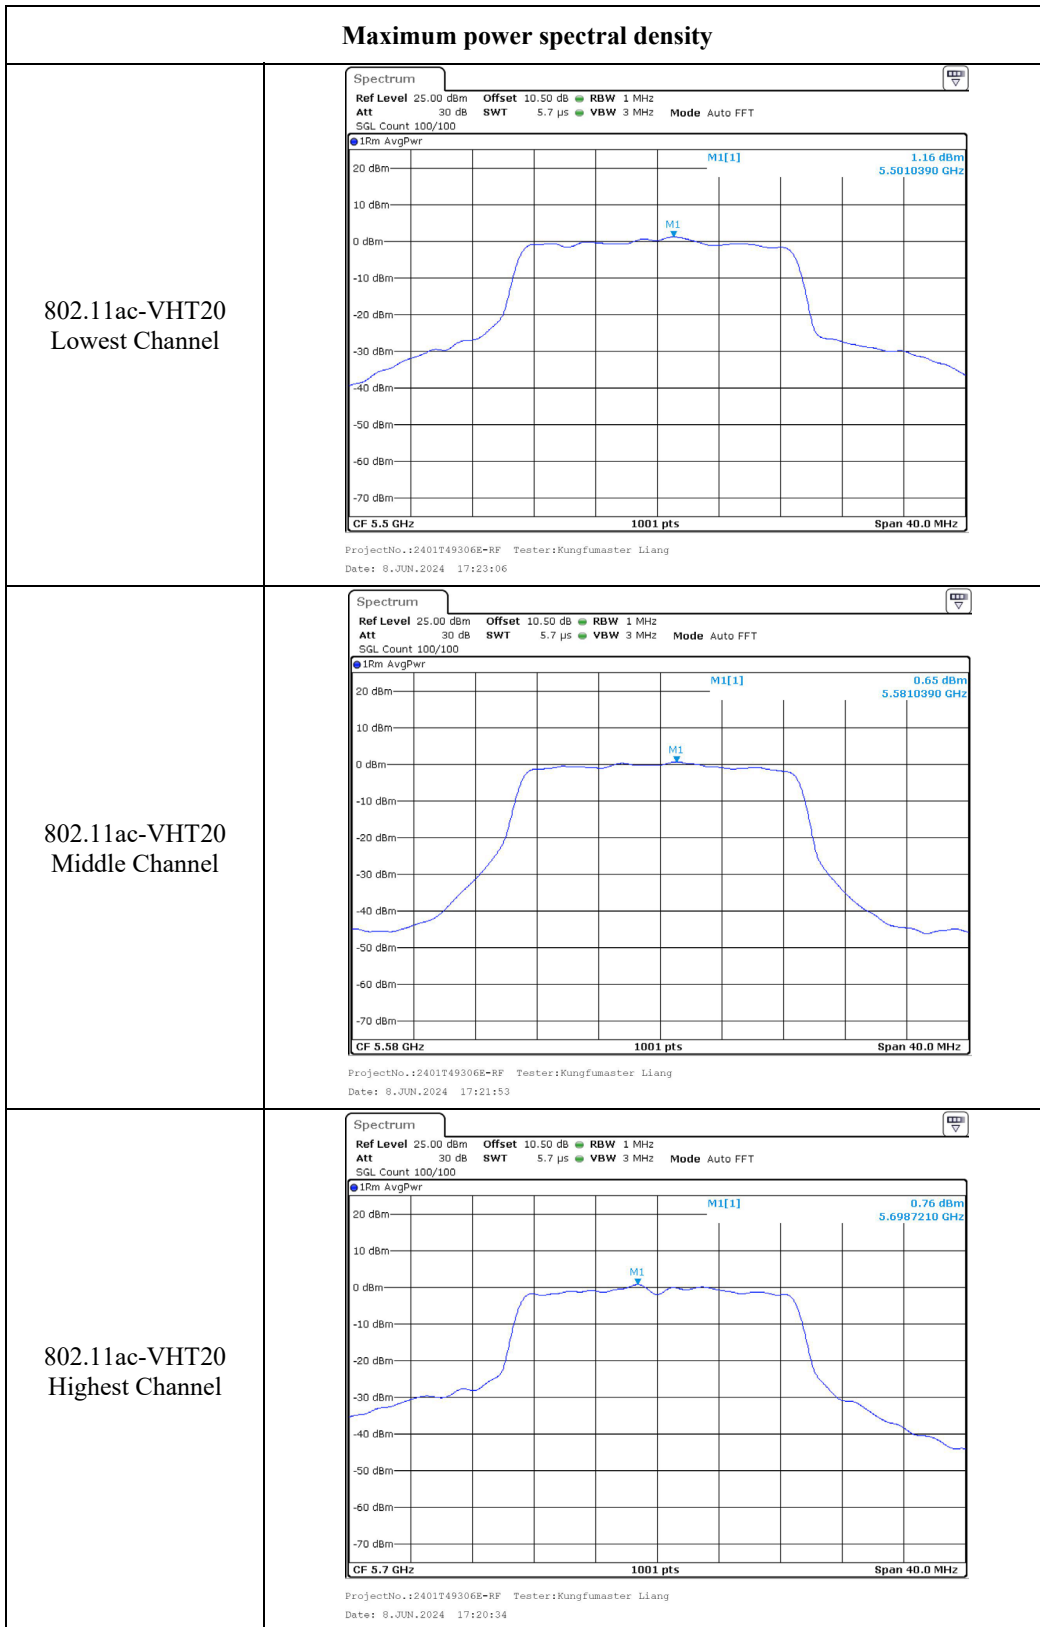 Maximum power spectral density
802.11ac-VHT20
Lowest Channel
Spectrum
Ref Level 25.00 dBm Offset 10.50 dB RBW 1 MHz
Att 30 dB SWT 5.7 µs VBW 3 MHz Mode Auto FFT
SGL Count 100/100
1Rm AvgPwr
M1[1] 1.16 dBm
5.5010390 GHz
20 dBm
10 dBm
M1
0 dBm
-10 dBm
-20 dBm
-30 dBm
-40 dBm
-50 dBm
-60 dBm
-70 dBm
CF 5.5 GHz 1001 pts Span 40.0 MHz
ProjectNo.:2401T49306E-RF Tester:Kungfumaster Liang
Date: 8.JUN.2024 17:23:06
802.11ac-VHT20
Middle Channel
Spectrum
Ref Level 25.00 dBm Offset 10.50 dB RBW 1 MHz
Att 30 dB SWT 5.7 µs VBW 3 MHz Mode Auto FFT
SGL Count 100/100
1Rm AvgPwr
M1[1] 0.65 dBm
5.5810390 GHz
20 dBm
10 dBm
M1
0 dBm
-10 dBm
-20 dBm
-30 dBm
-40 dBm
-50 dBm
-60 dBm
-70 dBm
CF 5.58 GHz 1001 pts Span 40.0 MHz
ProjectNo.:2401T49306E-RF Tester:Kungfumaster Liang
Date: 8.JUN.2024 17:21:53
802.11ac-VHT20
Highest Channel
Spectrum
Ref Level 25.00 dBm Offset 10.50 dB RBW 1 MHz
Att 30 dB SWT 5.7 µs VBW 3 MHz Mode Auto FFT
SGL Count 100/100
1Rm AvgPwr
M1[1] 0.76 dBm
5.6987210 GHz
20 dBm
10 dBm
M1
0 dBm
-10 dBm
-20 dBm
-30 dBm
-40 dBm
-50 dBm
-60 dBm
-70 dBm
CF 5.7 GHz 1001 pts Span 40.0 MHz
ProjectNo.:2401T49306E-RF Tester:Kungfumaster Liang
Date: 8.JUN.2024 17:20:34